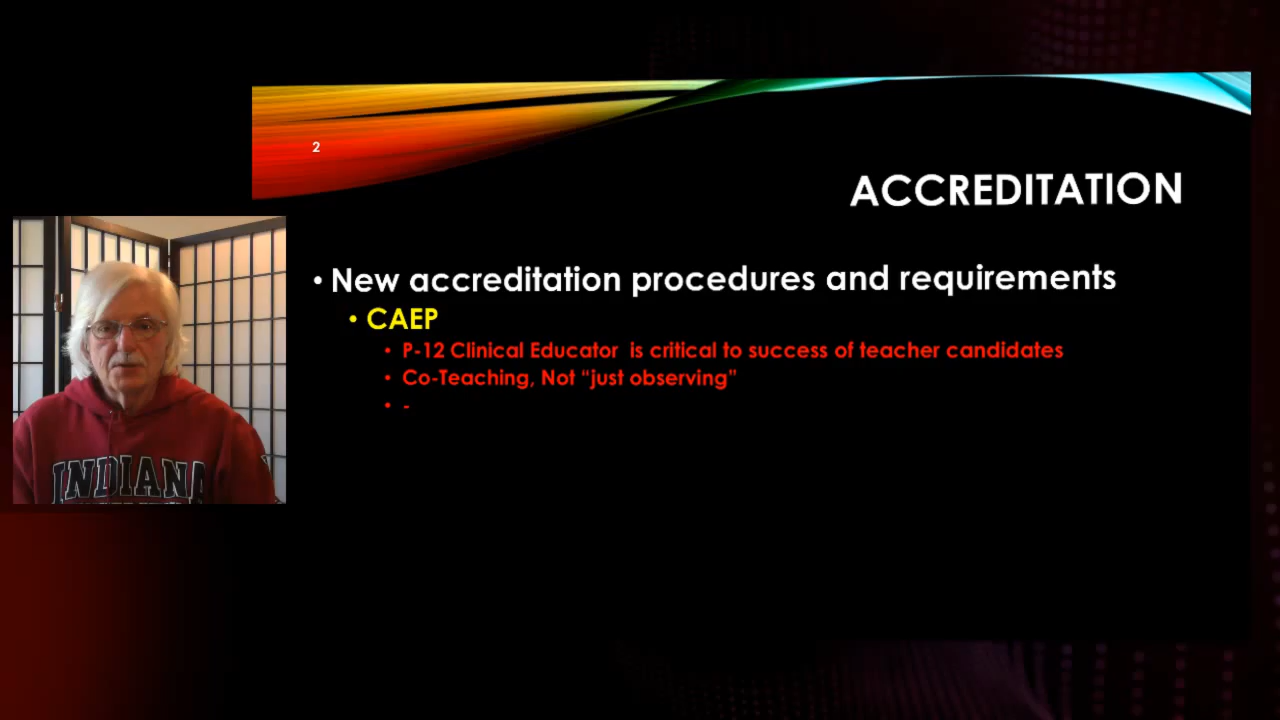 2
ACCREDITATION
• New accreditation procedures and requirements
• CAEP
• P-12 Clinical Educator is critical to success of teacher candidates
• Co-Teaching, Not “just observing”
• -
INDIANA